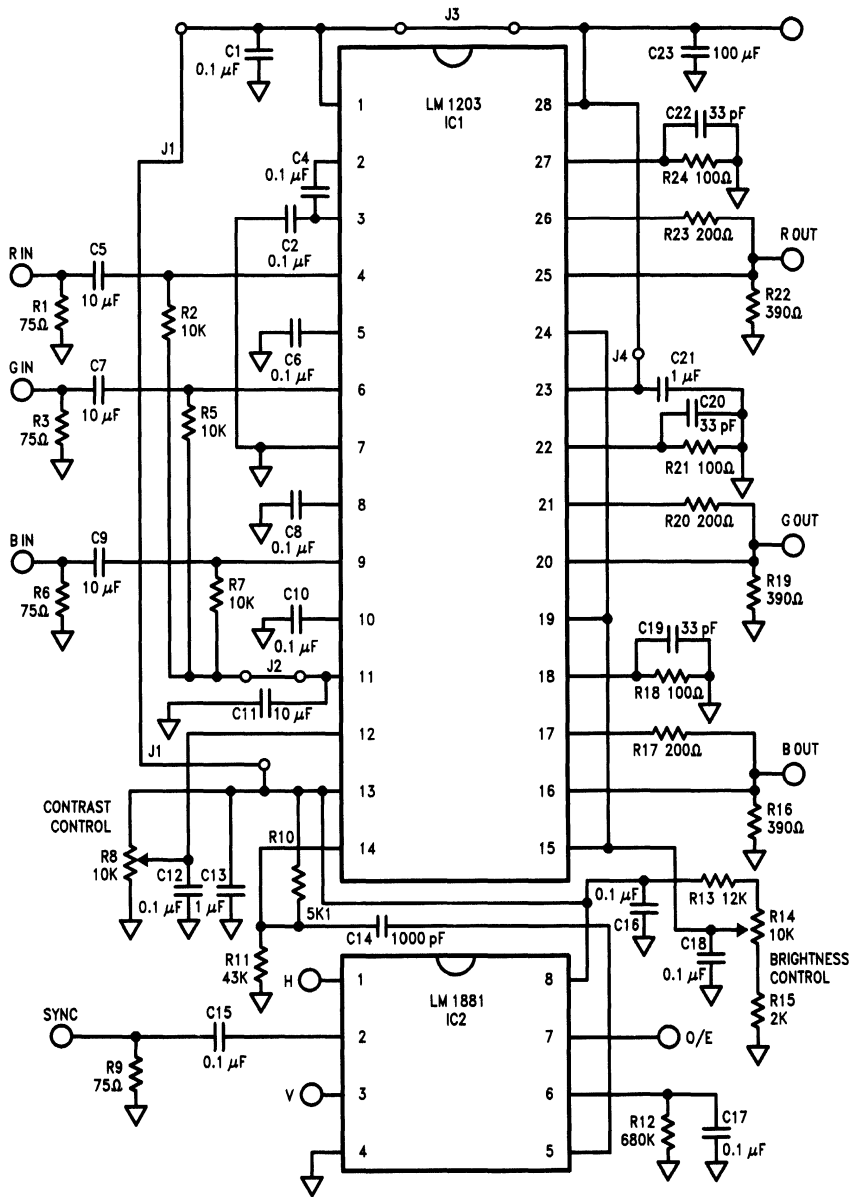 J3
C1
0.1 µF
C23
100 µF
1
LM 1203
IC1
28
C22
33 pF
J1
C4
0.1 µF
2
27
R24 100Ω
3
26
C2
0.1 µF
R23 200Ω
R IN
C5
R OUT
4
25
R1
75Ω
10 µF
R2
10K
R22
390Ω
5
24
C6
0.1 µF
J4
C21
1 µF
G IN
C7
6
23
R3
75Ω
10 µF
R5
10K
C20
33 pF
7
22
R21 100Ω
8
21
C8
0.1 µF
R20 200Ω
B IN
C9
G OUT
9
20
R6
75Ω
10 µF
R7
10K
R19
390Ω
C10
0.1 µF
10
19
C19
33 pF
J2
11
18
R18 100Ω
C11
10 µF
12
17
R17 200Ω
J1
B OUT
13
16
CONTRAST
CONTROL
R16
390Ω
R10
R8
10K
14
15
C12
0.1 µF
C13
1 µF
5K1
0.1 µF
C16
R13 12K
R14
10K
C14
1000 pF
C18
0.1 µF
BRIGHTNESS
CONTROL
R11
43K
H
1
LM 1881
IC2
8
R15
2K
SYNC
C15
0.1 µF
2
7
O/E
R9
75Ω
V
3
6
R12
680K
C17
0.1 µF
4
5